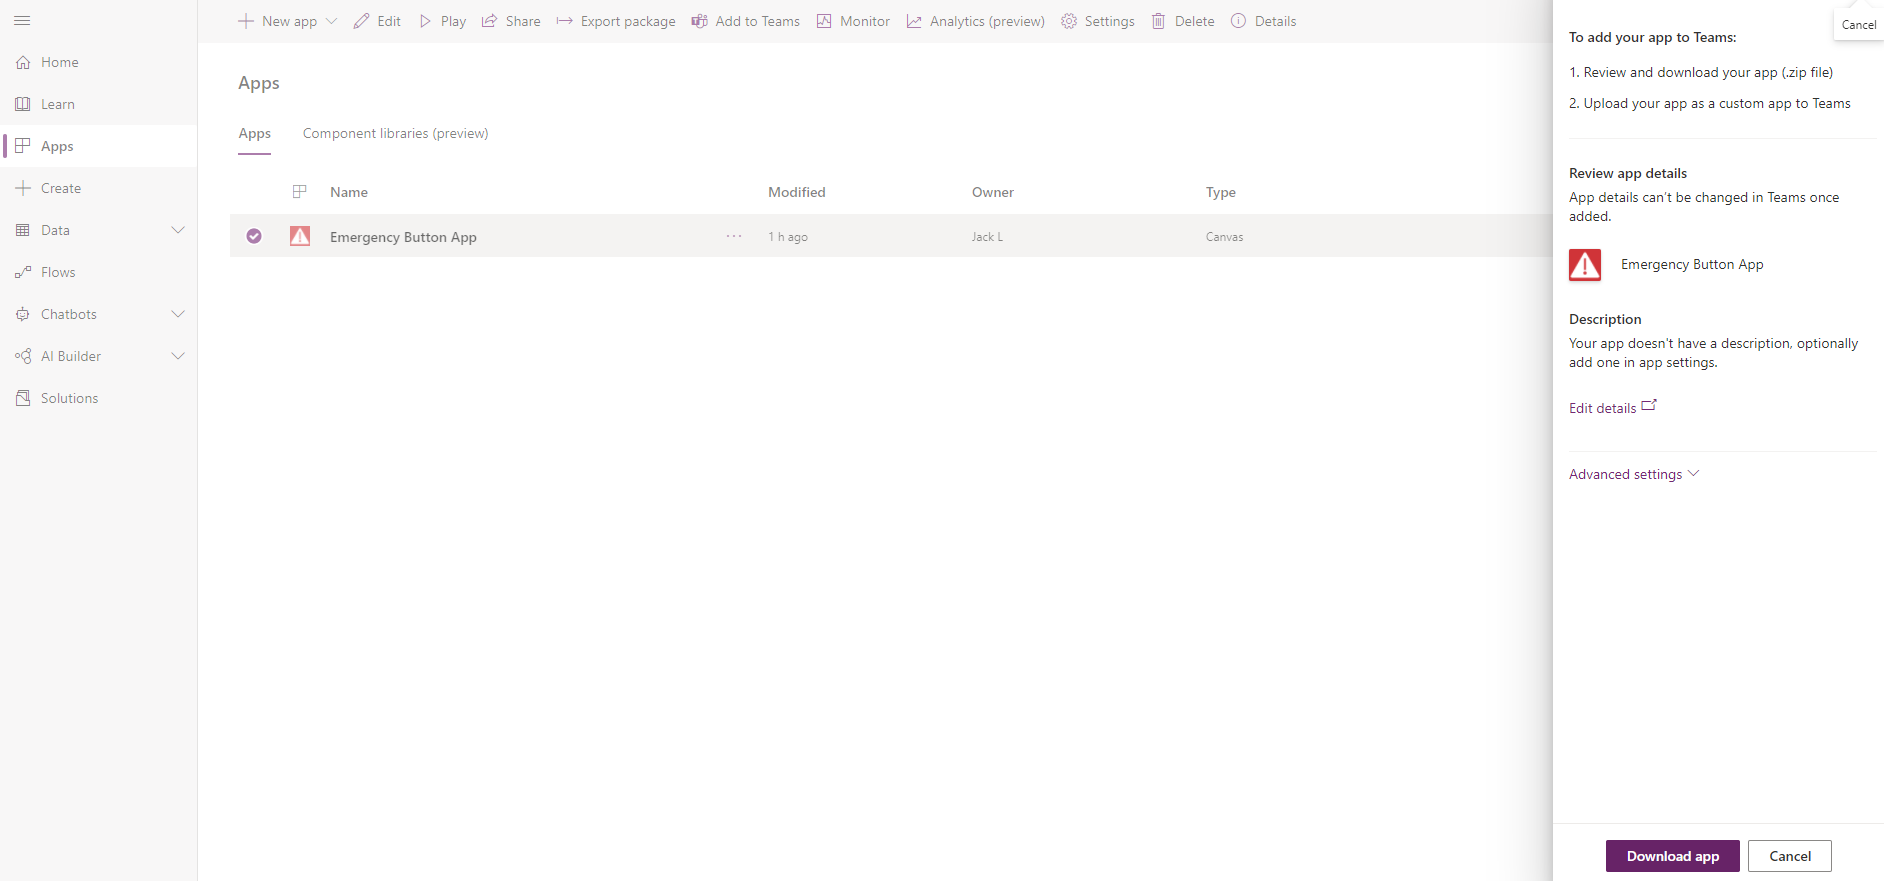 New app
Edit
Play
Share
Export package
Add to Teams
Monitor
Analytics (preview)
Settings
Delete
Details
Home
Learn
Apps
Create
Data
Flows
Chatbots
AI Builder
Solutions
Apps
Apps
Component libraries (preview)
Name
Modified
Owner
Type
Emergency Button App
···
1 h ago
Jack L
Canvas
Cancel
To add your app to Teams:
1. Review and download your app (.zip file)
2. Upload your app as a custom app to Teams
Review app details
App details can't be changed in Teams once
added.
Emergency Button App
Description
Your app doesn't have a description, optionally
add one in app settings.
Edit details
Advanced settings
Download app
Cancel